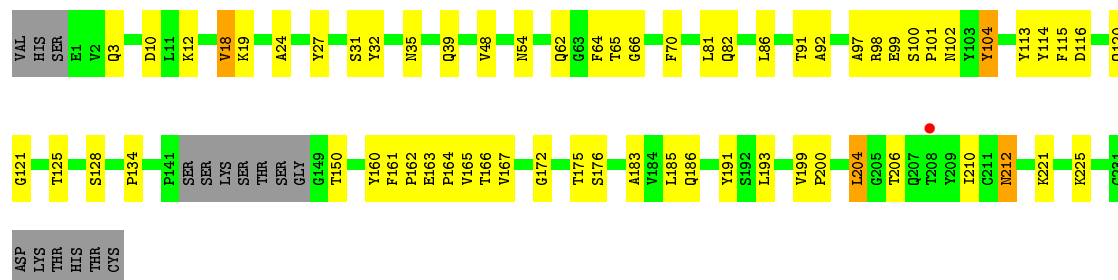 VAL HIS SER E1 V2 Q3 D10 L11 K12 V18 K19 A24 Y27 S31 Y32 N35 Q39 V48 N54 Q62 G63 F64 T65 G66 F70 L81 Q82 L86 T91 A92 A97 R98 E99 S100 P101 N102 Y103 Y104 Y113 Y114 F115 D116 Q120
G121 T125 S128 P134 P141 SER SER LYS SER THR SER GLY G149 T150 Y160 F161 P162 E163 P164 V165 T166 V167 G172 T175 S176 A183 V184 L185 Q186 Y191 S192 L193 V199 P200 L204 G205 T206 Q207 T208 Y209 I210 C211 N212 K221 K225 C231
ASP LYS THR HIS THR CYS